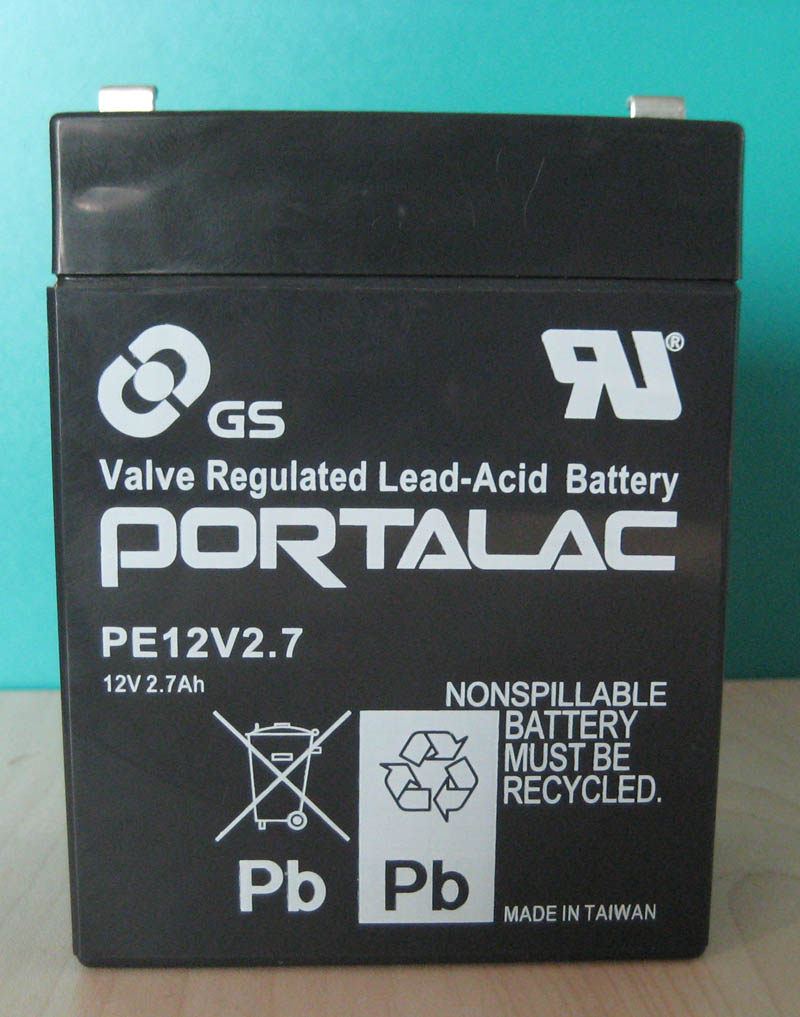 GS
RU®
Valve Regulated Lead-Acid Battery
PORTALAC
PE12V2.7
12V 2.7Ah
NONSPILLABLE
BATTERY
MUST BE
RECYCLED.
Pb
Pb
MADE IN TAIWAN